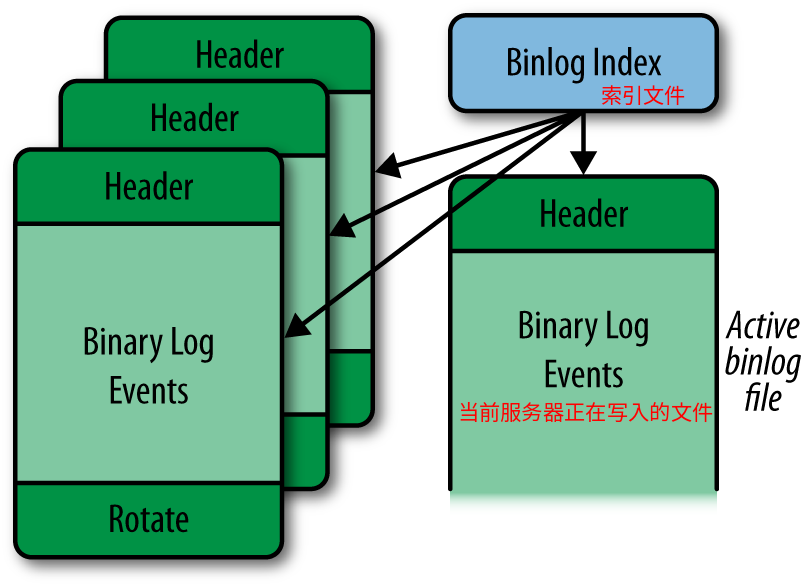 Header
Header
Header
Binary Log
Events
Rotate
Binlog Index
索引文件
Header
Binary Log
Events
当前服务器正在写入的文件
Active
binlog
file